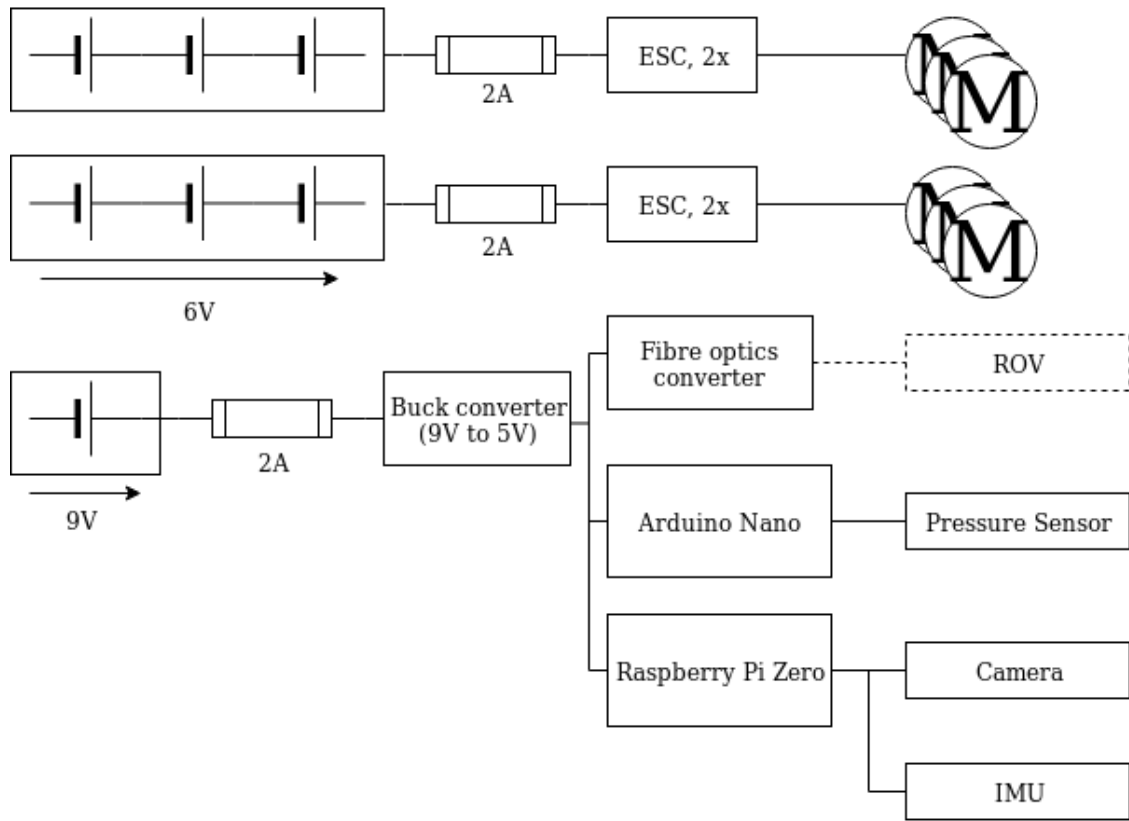 ESC, 2x
2A
M
M
M
ESC, 2x
2A
M
M
M
6V
Fibre optics
converter
ROV
Buck converter
(9V to 5V)
2A
9V
Arduino Nano
Pressure Sensor
Raspberry Pi Zero
Camera
IMU